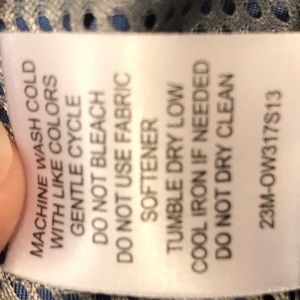 MACHINE WASH COLD
WITH LIKE COLORS
GENTLE CYCLE
DO NOT BLEACH
DO NOT USE FABRIC
SOFTENER
TUMBLE DRY LOW
COOL IRON IF NEEDED
DO NOT DRY CLEAN
23M-OW317S13